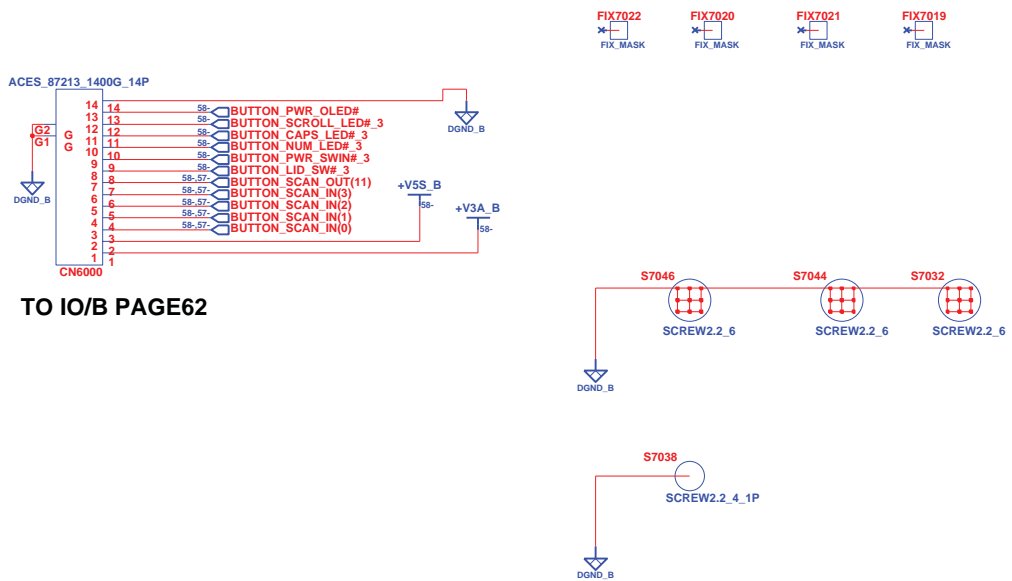 FIX7022 FIX7020 FIX7021 FIX7019
FIX_MASK FIX_MASK FIX_MASK FIX_MASK
ACES_87213_1400G_14P
14 14 58- BUTTON_PWR_OLED#
13 13 58- BUTTON_SCROLL_LED#_3
12 12 58- BUTTON_CAPS_LED#_3
11 11 58- BUTTON_NUM_LED#_3
10 10 58- BUTTON_PWR_SWIN#_3
9 9 58- BUTTON_LID_SW#_3
8 8 58-,57- BUTTON_SCAN_OUT(11)
7 7 58-,57- BUTTON_SCAN_IN(3)
6 6 58-,57- BUTTON_SCAN_IN(2)
5 5 58-,57- BUTTON_SCAN_IN(1)
4 4 58-,57- BUTTON_SCAN_IN(0)
3 3
2 2
1 1
G2 G
G1 G
DGND_B
DGND_B
+V5S_B
58-
+V3A_B
58-
CN6000
TO IO/B PAGE62
S7046 S7044 S7032
SCREW2.2_6 SCREW2.2_6 SCREW2.2_6
DGND_B
S7038
SCREW2.2_4_1P
DGND_B